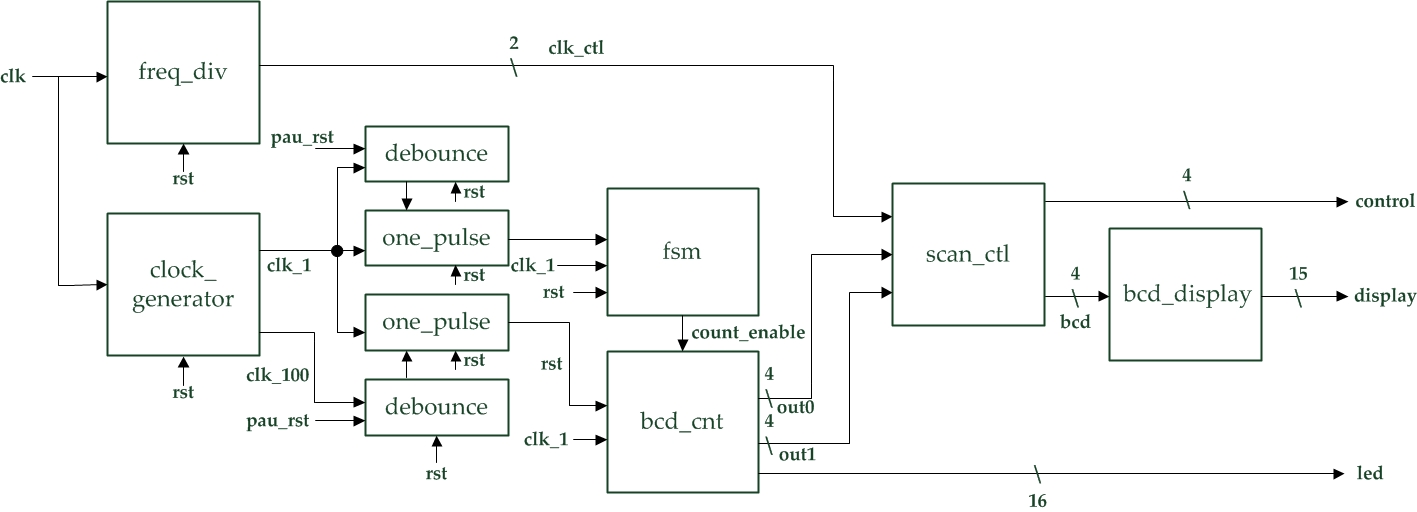 2
clk_ctl
clk
freq_div
pau_rst
debounce
rst
rst
4
control
one_pulse
fsm
scan_ctl
clk_1
clock_
generator
rst
clk_1
4
bcd
bcd_display
15
display
rst
one_pulse
count_enable
rst
rst
clk_100
rst
4
out0
pau_rst
debounce
bcd_cnt
4
clk_1
out1
rst
led
16